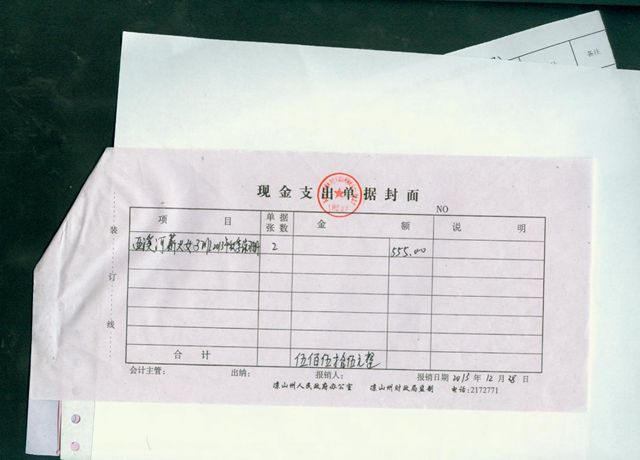 备注
现金支出单据封面
NO
项 目 单据张数 金 额 说 明
2 555.00
合 计 伍佰伍拾伍元整
会计主管: 出纳: 报销人: 报销日期 2013 年 12 月 28 日
凉山州人民政府办公室 凉山州财政局监制 电话:2172771
装
订
线